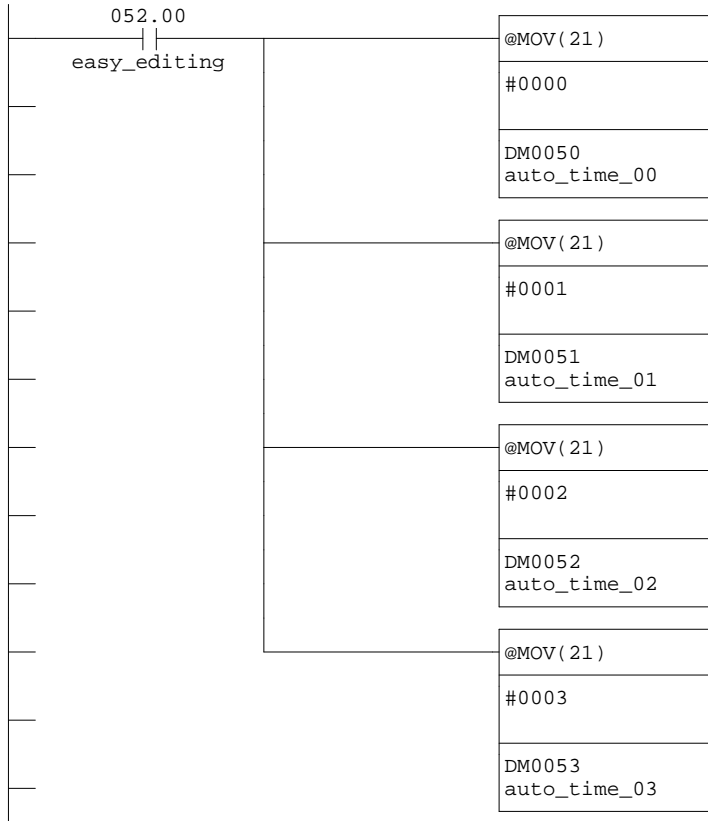 052.00
easy_editing
@MOV(21)
#0000
DM0050
auto_time_00
@MOV(21)
#0001
DM0051
auto_time_01
@MOV(21)
#0002
DM0052
auto_time_02
@MOV(21)
#0003
DM0053
auto_time_03